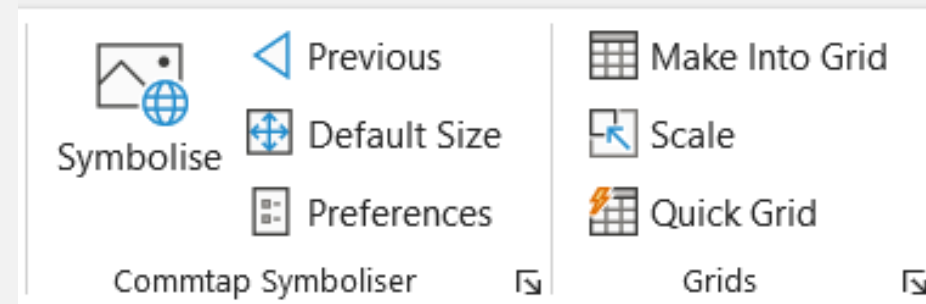 Symbolise
Previous
Default Size
Preferences
Commtap Symboliser
Make Into Grid
Scale
Quick Grid
Grids